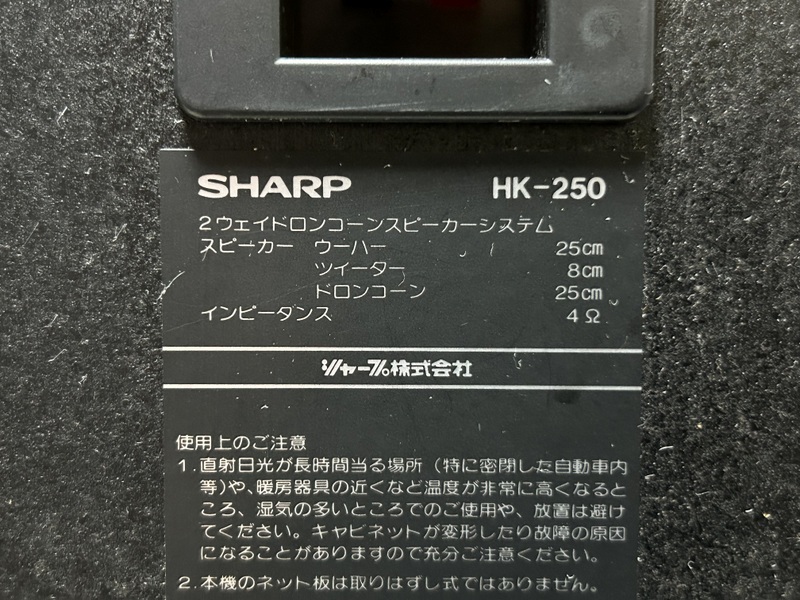 SHARP HK-250
2ウェイドロンコーンスピーカーシステム
スピーカー ウーハー 25cm
ツイーター 8cm
ドロンコーン 25cm
インピーダンス 4Ω
シャープ株式会社
使用上のご注意
1.直射日光が長時間当る場所(特に密閉した自動車内
等)や、暖房器具の近くなど温度が非常に高くなると
ころ、湿気の多いところでのご使用や、放置は避け
てください。キャビネットが変形したり故障の原因
になることがありますので充分ご注意ください。
2.本機のネット板は取りはずし式ではありません。